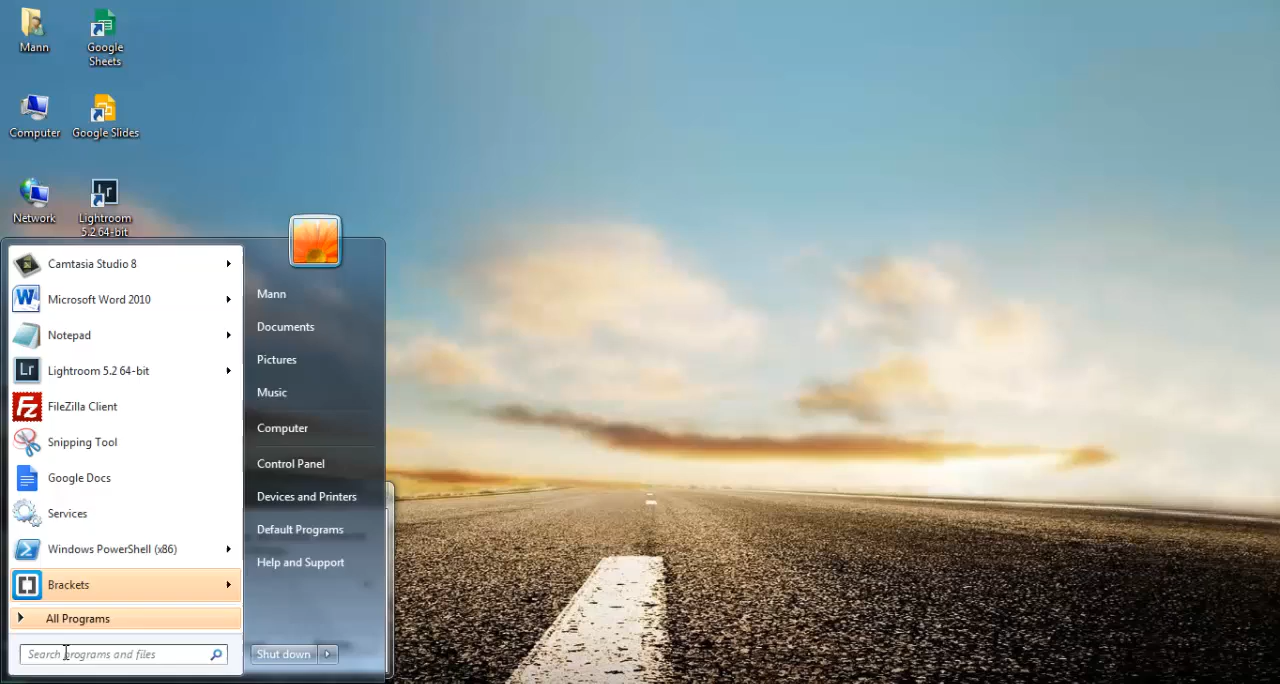 Mann
Google
Sheets
Computer
Google Slides
Network
Lightroom
5.2 64-bit
Camtasia Studio 8
Microsoft Word 2010
Notepad
Lr
Lightroom 5.2 64-bit
FileZilla Client
Snipping Tool
Google Docs
Services
Windows PowerShell (x86)
Brackets
All Programs
Search programs and files
Mann
Documents
Pictures
Music
Computer
Control Panel
Devices and Printers
Default Programs
Help and Support
Shut down